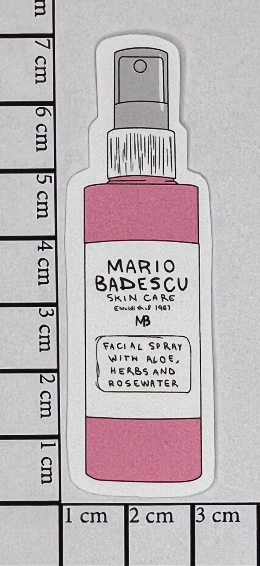 m
7 cm
6 cm
5 cm
4 cm
3 cm
2 cm
1 cm
MARIO
BADESCU
SKIN CARE
1967
MB
FACIAL SPRAY
WITH ALOE,
HERBS AND
ROSEWATER
1 cm
2 cm
3 cm